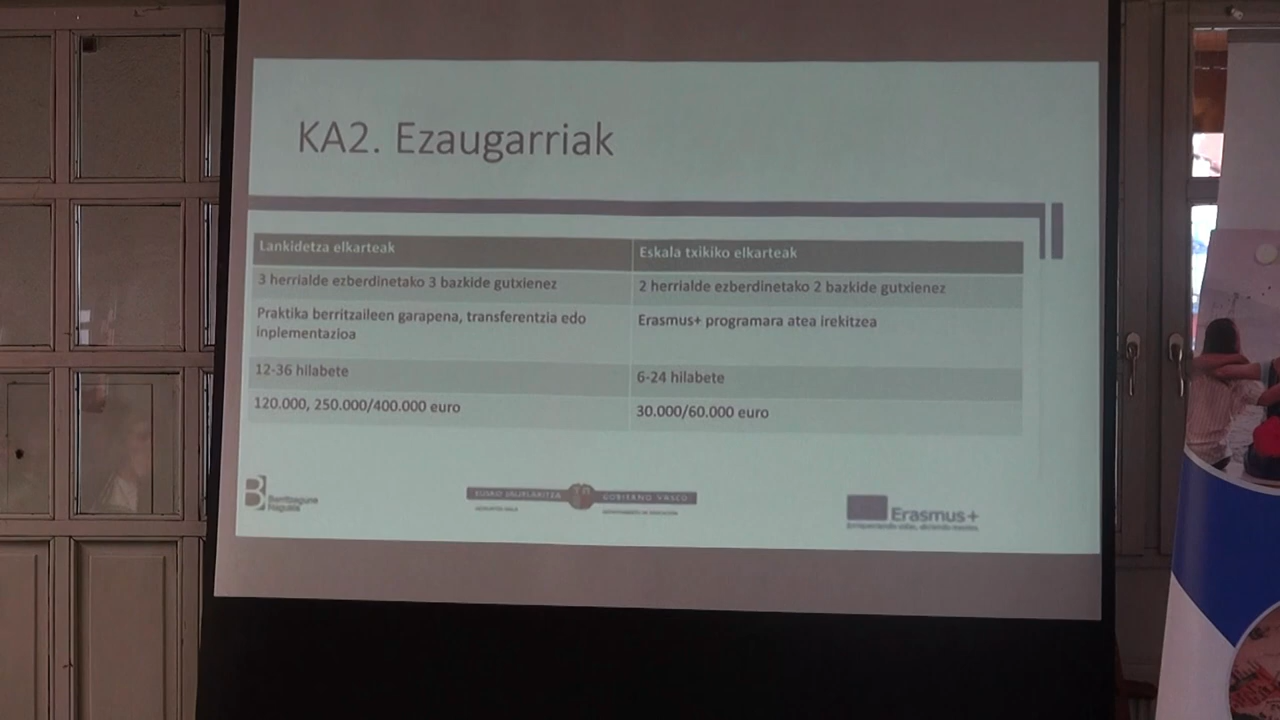 KA2. Ezaugarriak
Lankidetza elkarteak
Eskala txikiko elkarteak
3 herrialde ezberdinetako 3 bazkide gutxienez
2 herrialde ezberdinetako 2 bazkide gutxienez
Praktika berritzaileen garapena, transferentzia edo
inplementazioa
Erasmus+ programara atea irekitzea
12-36 hilabete
6-24 hilabete
120.000, 250.000/400.000 euro
30.000/60.000 euro
B
Berritzegune
Nagusia
EUSKO JAURLARITZA
GOBIERNO VASCO
Erasmus+